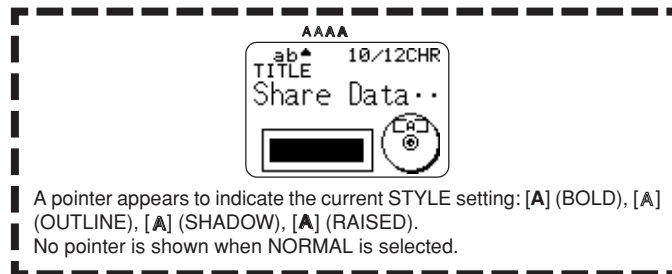 AAAA
ab 10/12CHR
TITLE
Share Data··
A
A pointer appears to indicate the current STYLE setting: [A] (BOLD), [A]
(OUTLINE), [A] (SHADOW), [A] (RAISED).
No pointer is shown when NORMAL is selected.